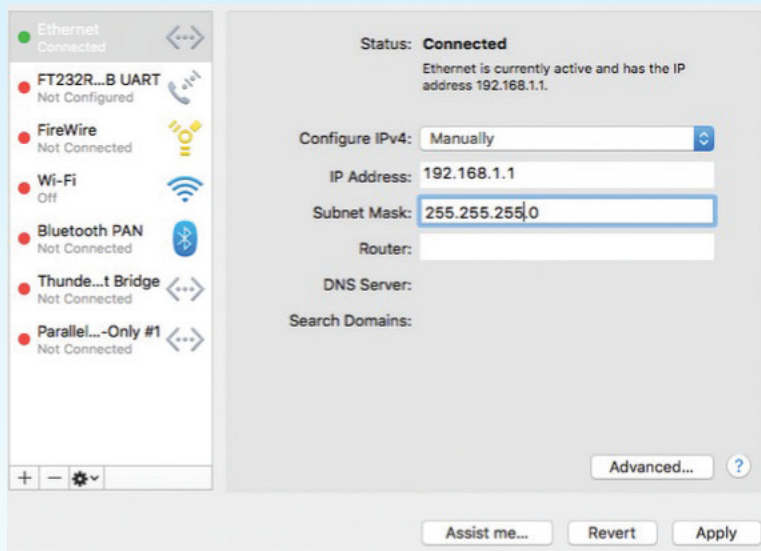 Ethernet
Connected
FT232R...B UART
Not Configured
FireWire
Not Connected
Wi-Fi
Off
Bluetooth PAN
Not Connected
Thunde...t Bridge
Not Connected
Parallel...-Only #1
Not Connected
Status: Connected
Ethernet is currently active and has the IP
address 192.168.1.1.
Configure IPv4: Manually
IP Address: 192.168.1.1
Subnet Mask: 255.255.255.0
Router:
DNS Server:
Search Domains:
Advanced...
?
Assist me...
Revert
Apply